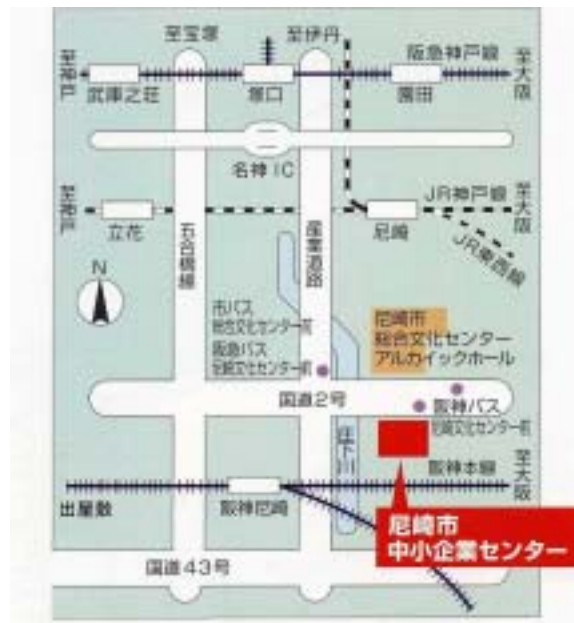 至宝塚
至伊丹
至神戸
阪急神戸線
至大阪
武庫之荘
塚口
園田
名神IC
至神戸
JR神戸線
至大阪
立花
尼崎
JR東西線
五合橋線
産業道路
N
市バス
総合文化センター前
阪急バス
尼崎文化センター前
尼崎市
総合文化センター
アルカイックホール
国道2号
阪神バス
尼崎文化センター前
庄下川
阪神本線
至大阪
出屋敷
阪神尼崎
尼崎市
中小企業センター
国道43号